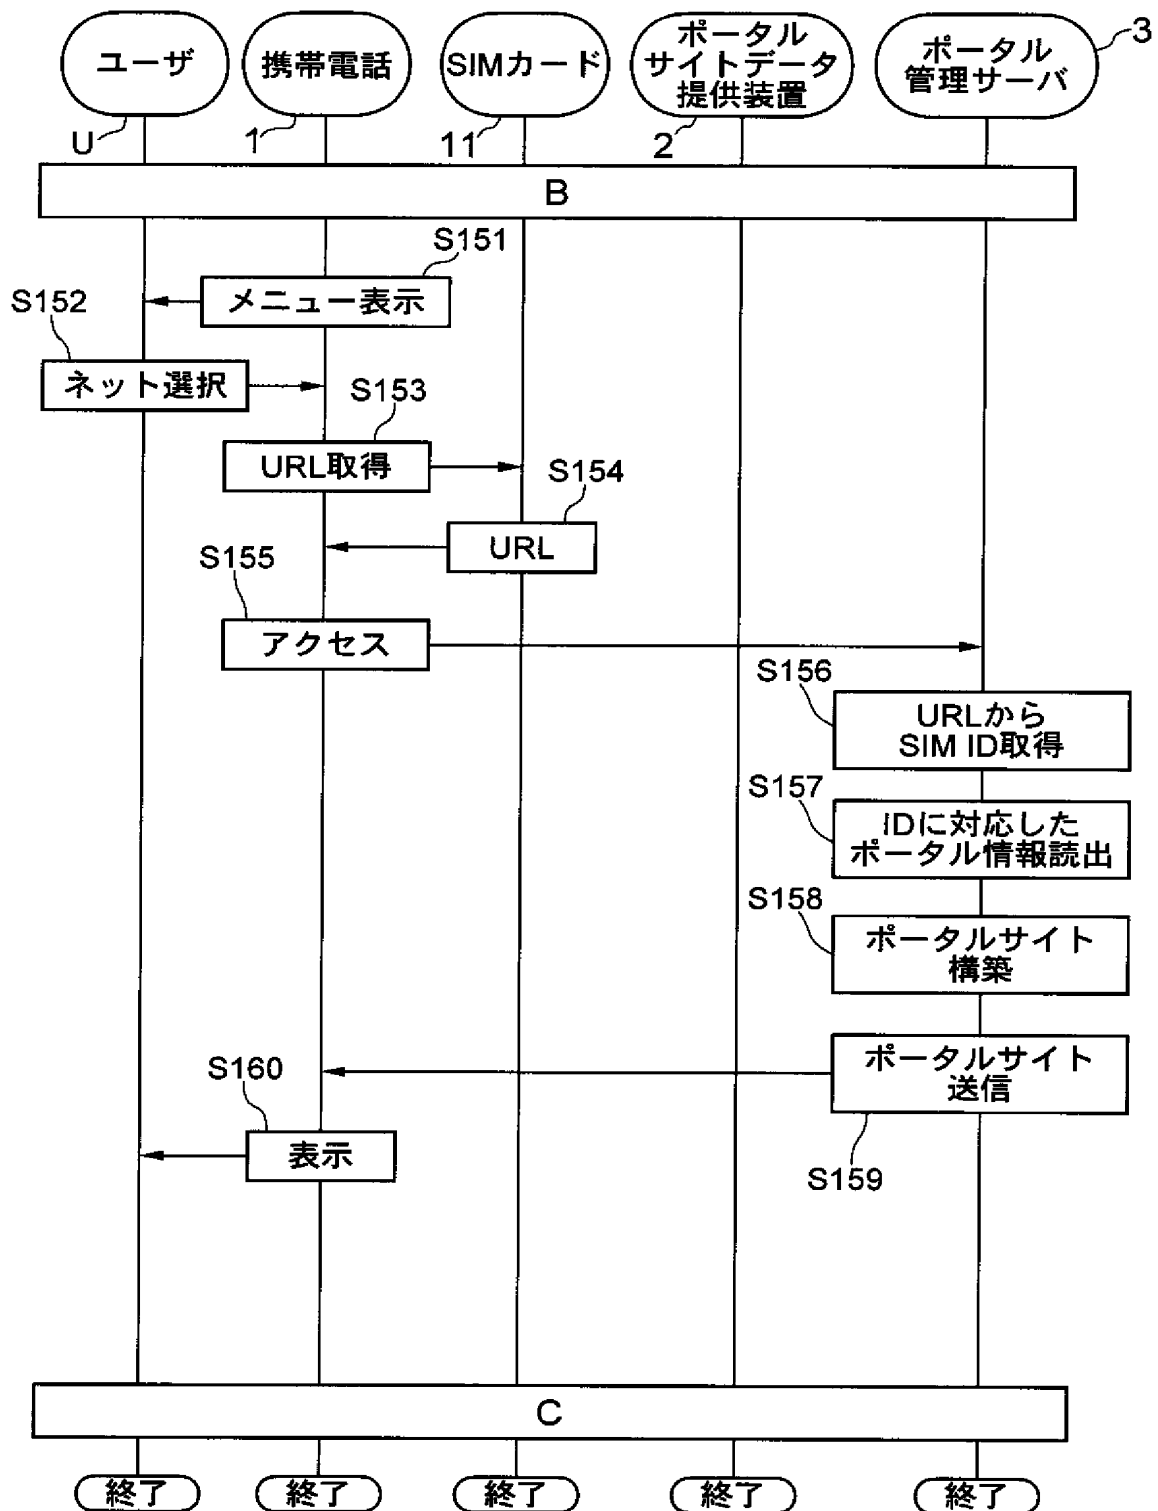 ユーザ
携帯電話
SIMカード
ポータル
サイトデータ
提供装置
ポータル
管理サーバ
3
U
1
11
2
B
S151
メニュー表示
S152
ネット選択
S153
URL取得
S154
URL
S155
アクセス
S156
URLから
SIM ID取得
S157
IDに対応した
ポータル情報読出
S158
ポータルサイト
構築
ポータルサイト
送信
S159
S160
表示
C
終了
終了
終了
終了
終了